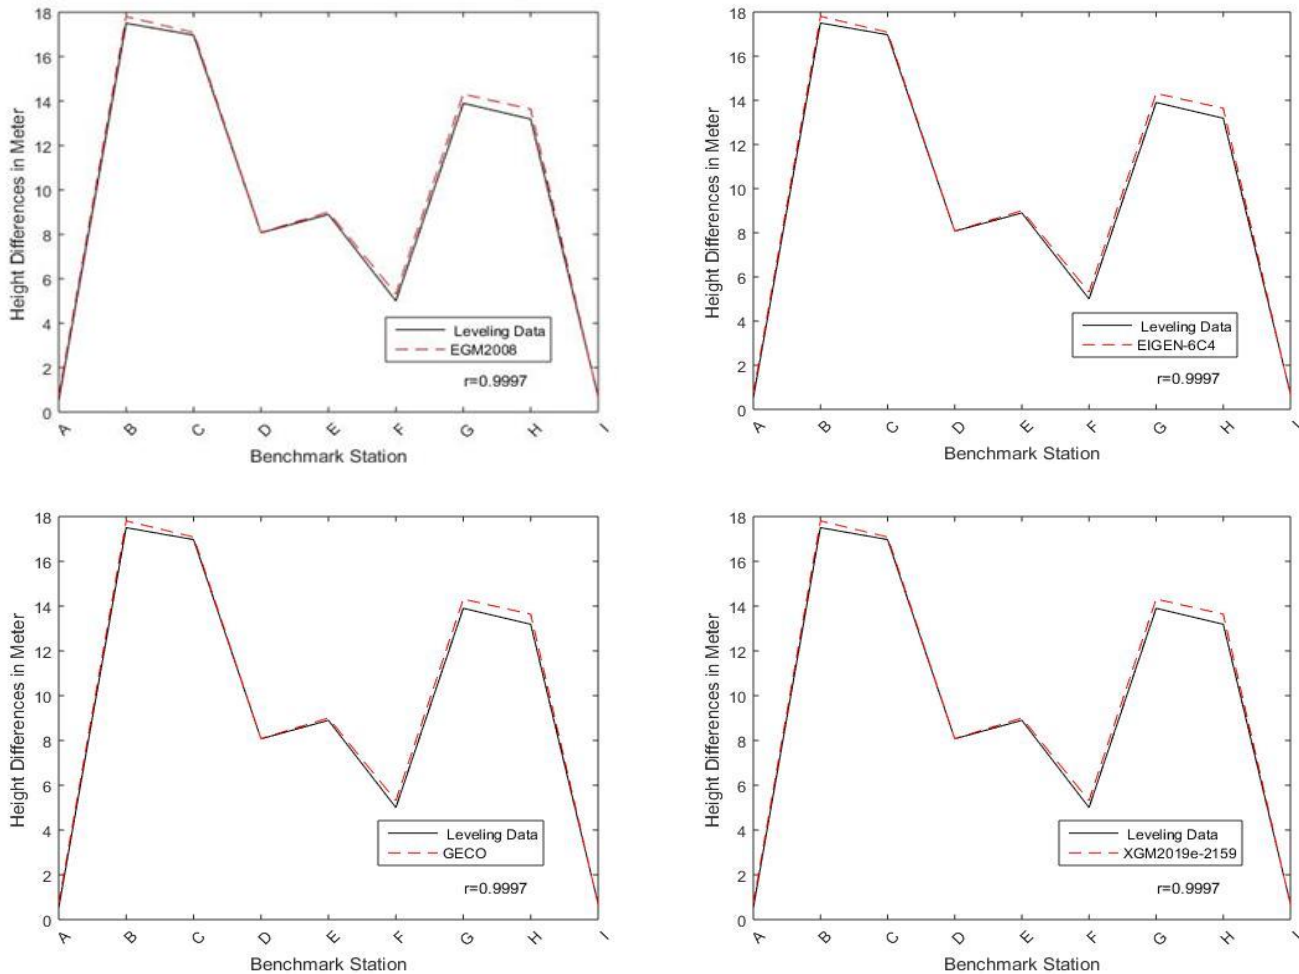 18
16
14
12
10
8
6
4
2
0
Height Differences in Meter
Leveling Data
EGM2008
r=0.9997
A B C D E F G H I
Benchmark Station
18
16
14
12
10
8
6
4
2
0
Height Differences in Meter
Leveling Data
EIGEN-6C4
r=0.9997
A B C D E F G H I
Benchmark Station
18
16
14
12
10
8
6
4
2
0
Height Differences in Meter
Leveling Data
GECO
r=0.9997
A B C D E F G H I
Benchmark Station
18
16
14
12
10
8
6
4
2
0
Height Differences in Meter
Leveling Data
XGM2019e-2159
r=0.9997
A B C D E F G H I
Benchmark Station